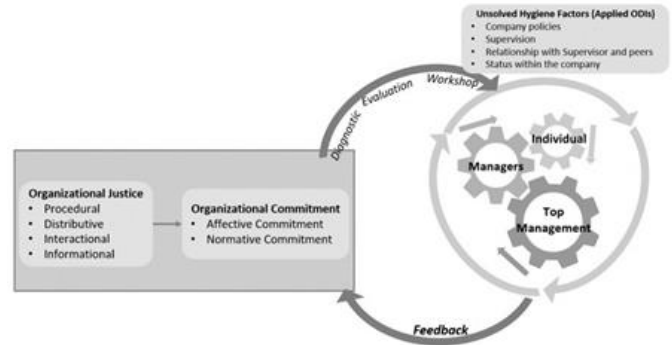 Unsolved Hygiene Factors (Applied ODIs)
• Company policies
• Supervision
• Relationship with Supervisor and peers
• Status within the company
Diagnostic Evaluation Workshop
Individual
Managers
Top
Management
Organizational Justice
• Procedural
• Distributive
• Interactional
• Informational
Organizational Commitment
• Affective Commitment
• Normative Commitment
Feedback